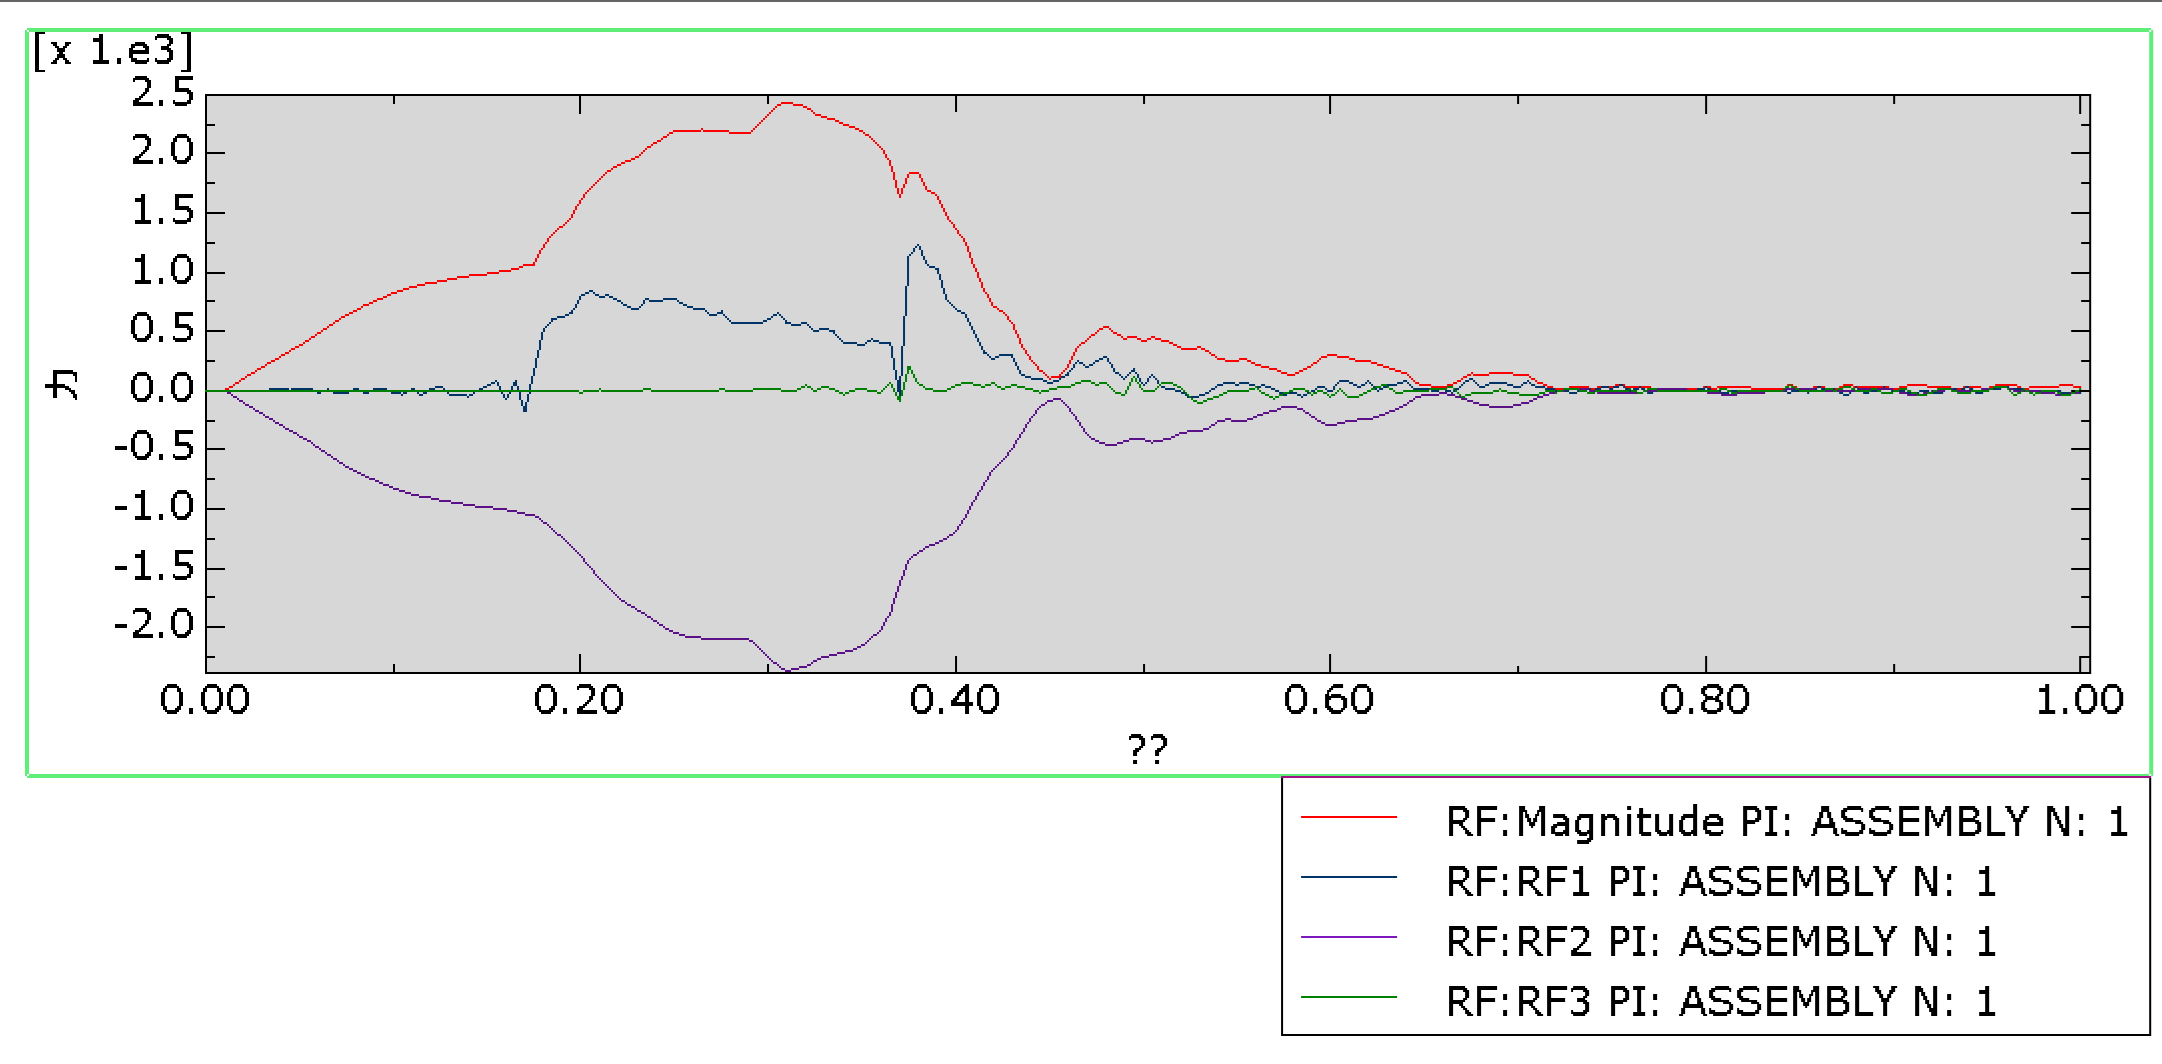 [x 1.e3]
2.5
2.0
1.5
1.0
0.5
0.0
-0.5
-1.0
-1.5
-2.0
力
0.00 0.20 0.40 0.60 0.80 1.00
??
RF:Magnitude PI: ASSEMBLY N: 1
RF:RF1 PI: ASSEMBLY N: 1
RF:RF2 PI: ASSEMBLY N: 1
RF:RF3 PI: ASSEMBLY N: 1